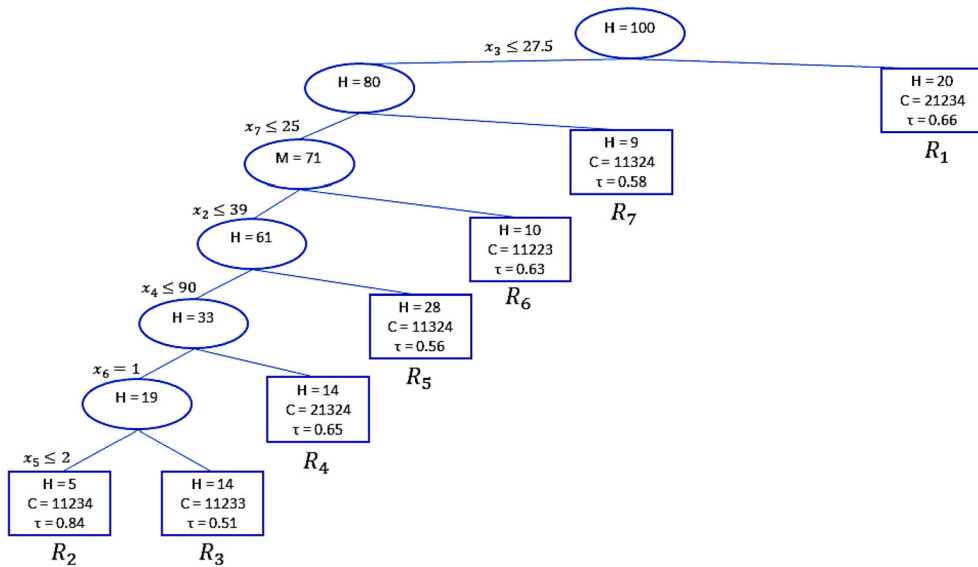 H = 100
x₃ ≤ 27.5
H = 80
H = 20
C = 21234
τ = 0.66
R₁
x₇ ≤ 25
M = 71
H = 9
C = 11324
τ = 0.58
R₇
x₂ ≤ 39
H = 61
H = 10
C = 11223
τ = 0.63
R₆
x₄ ≤ 90
H = 33
H = 28
C = 11324
τ = 0.56
R₅
x₆ = 1
H = 19
H = 14
C = 21324
τ = 0.65
R₄
x₅ ≤ 2
H = 5
C = 11234
τ = 0.84
R₂
H = 14
C = 11233
τ = 0.51
R₃